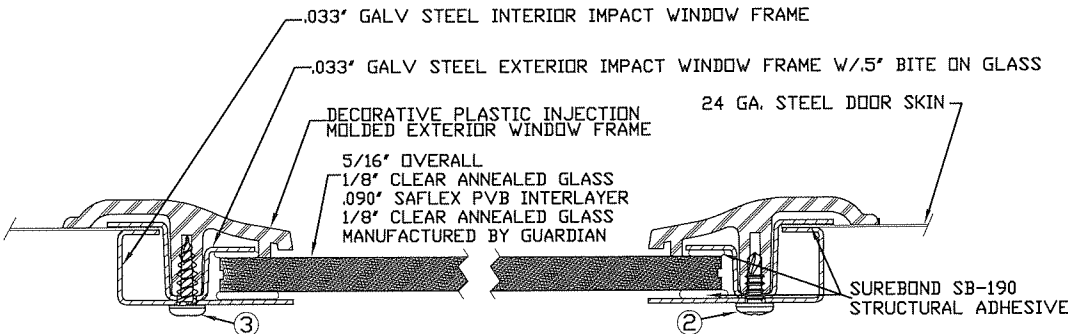 .033" GALV STEEL INTERIOR IMPACT WINDOW FRAME
.033" GALV STEEL EXTERIOR IMPACT WINDOW FRAME W/.5" BITE ON GLASS
24 GA. STEEL DOOR SKIN
DECORATIVE PLASTIC INJECTION
MOLDED EXTERIOR WINDOW FRAME
5/16" OVERALL
1/8" CLEAR ANNEALED GLASS
.090" SAFLEX PVB INTERLAYER
1/8" CLEAR ANNEALED GLASS
MANUFACTURED BY GUARDIAN
SUREBOND SB-190
STRUCTURAL ADHESIVE
3
2